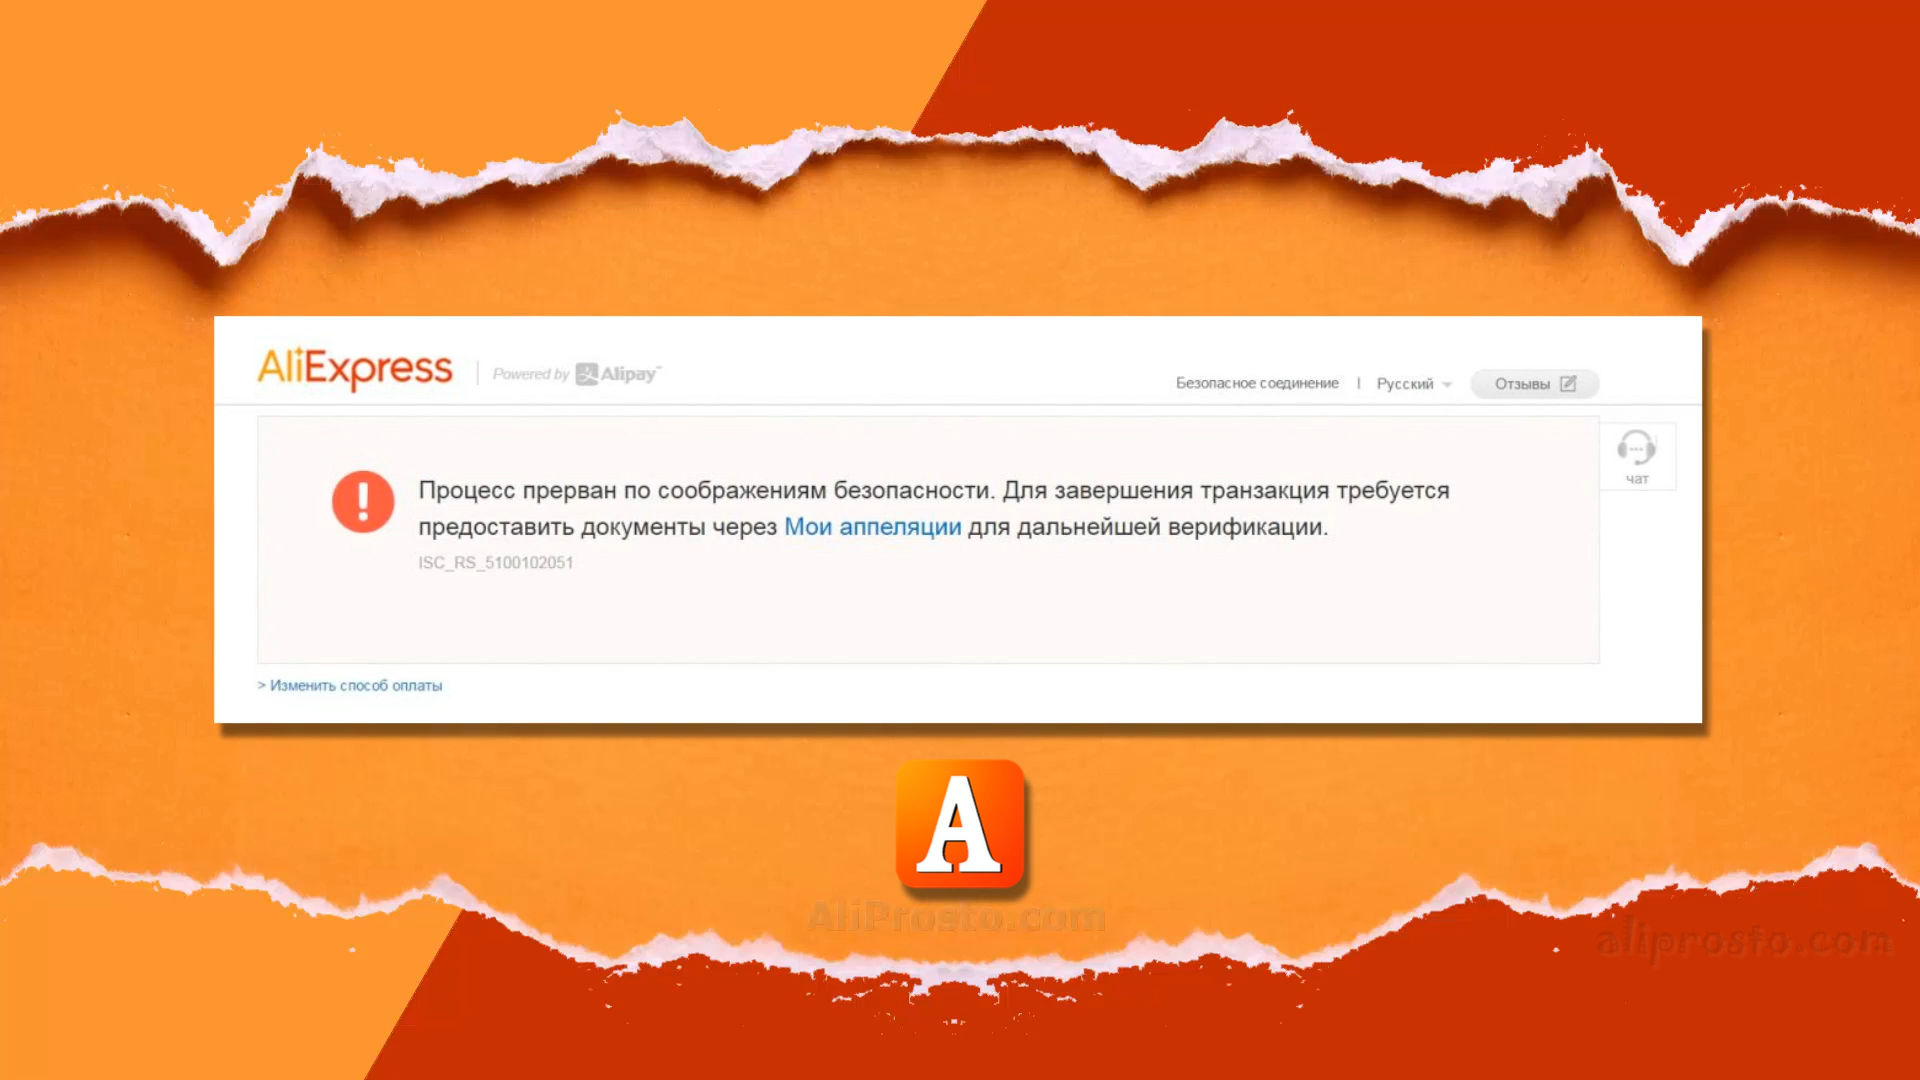 AliExpress Powered by Alipay
Безопасное соединение | Русский Отзывы
чат
Процесс прерван по соображениям безопасности. Для завершения транзакция требуется
предоставить документы через Мои аппеляции для дальнейшей верификации.
ISC_RS_5100102051
> Изменить способ оплаты
A
AliProsto.com
aliprosto.com